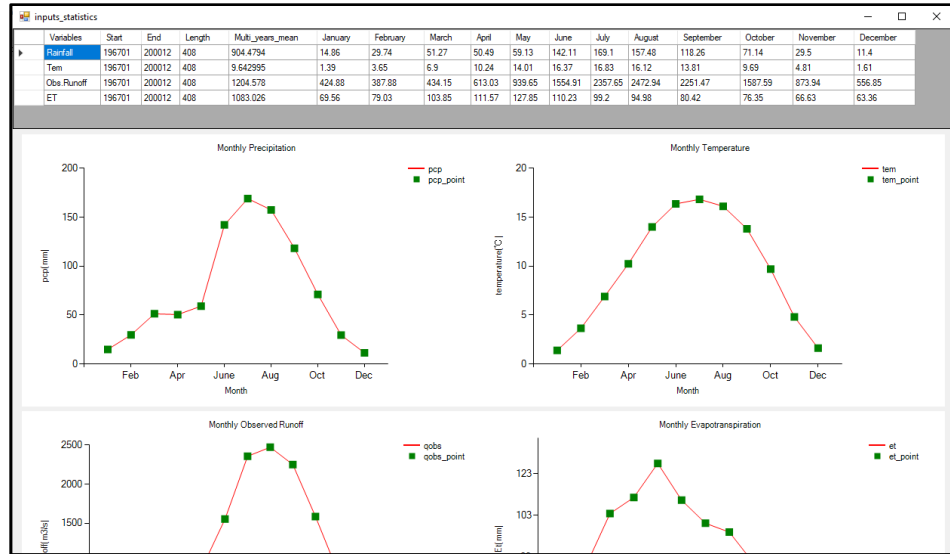 inputs_statistics
Variables Start End Length Multi_years_mean January February March April May June July August September October November December
Rainfall 196701 200012 408 904.4794 14.86 29.74 51.27 50.49 59.13 142.11 169.1 157.48 118.26 71.14 29.5 11.4
Tem 196701 200012 408 9.642995 1.39 3.65 6.9 10.24 14.01 16.37 16.83 16.12 13.81 9.69 4.81 1.61
Obs.Runoff 196701 200012 408 1204.578 424.88 387.88 434.15 613.03 939.65 1554.91 2357.65 2472.94 2251.47 1587.59 873.94 556.85
ET 196701 200012 408 1083.026 69.56 79.03 103.85 111.57 127.85 110.23 99.2 94.98 80.42 76.35 66.63 63.36
Monthly Precipitation
pcp
pcp_point
200
150
100
50
0
pcp[mm]
Feb Apr June Aug Oct Dec
Month
Monthly Temperature
tem
tem_point
20
15
10
5
0
temperature[℃]
Feb Apr June Aug Oct Dec
Month
Monthly Observed Runoff
qobs
qobs_point
2500
2000
1500
off[m3/s]
Monthly Evapotranspiration
et
et_point
123
103
Et[mm]